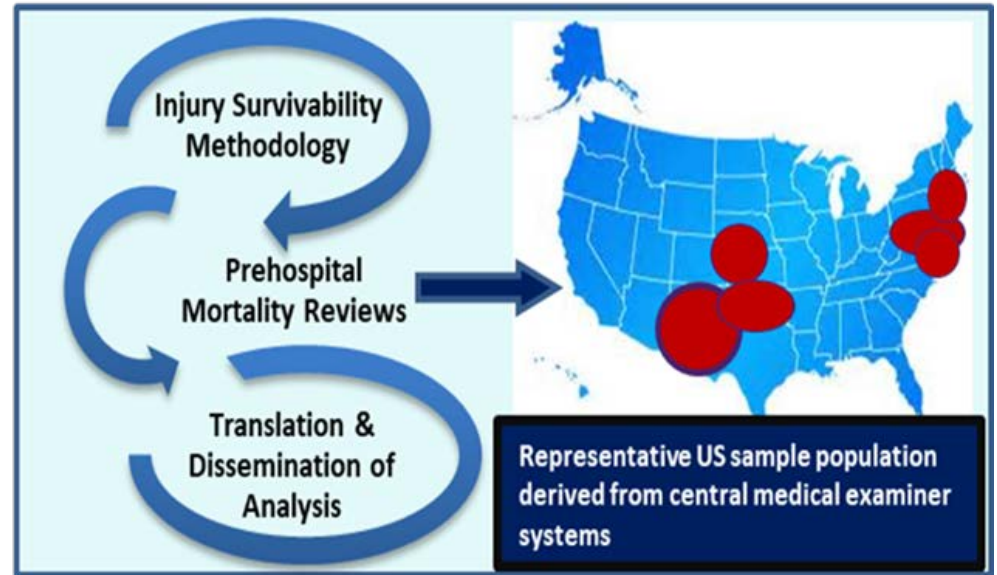 Injury Survivability
Methodology
Prehospital
Mortality Reviews
Translation &
Dissemination of
Analysis
Representative US sample population
derived from central medical examiner
systems